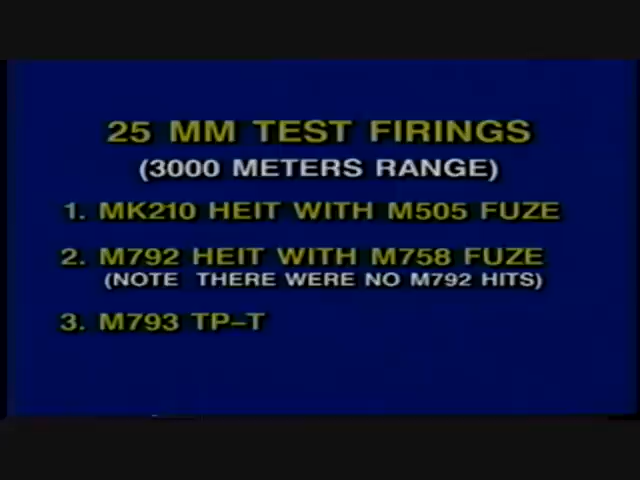 25 MM TEST FIRINGS
(3000 METERS RANGE)
1. MK210 HEIT WITH M505 FUZE
2. M792 HEIT WITH M758 FUZE
(NOTE THERE WERE NO M792 HITS)
3. M793 TP-T